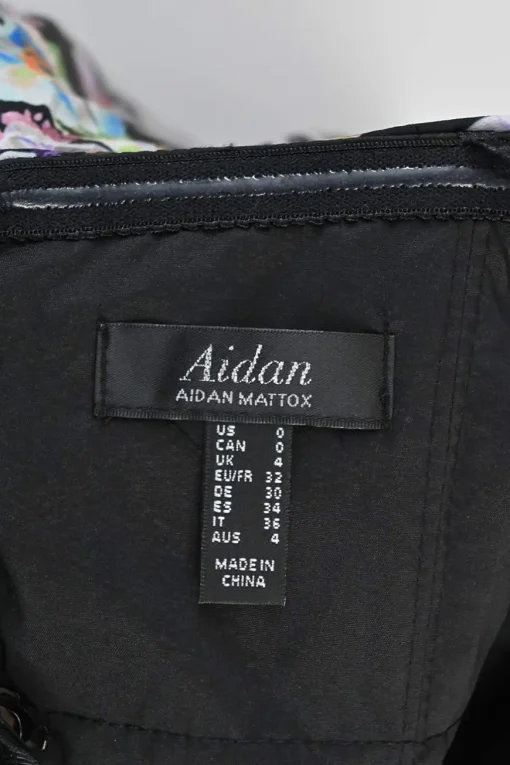 Aidan
AIDAN MATTOX
US 0
CAN 0
UK 4
EU/FR 32
DE 30
ES 34
IT 36
AUS 4
MADE IN
CHINA